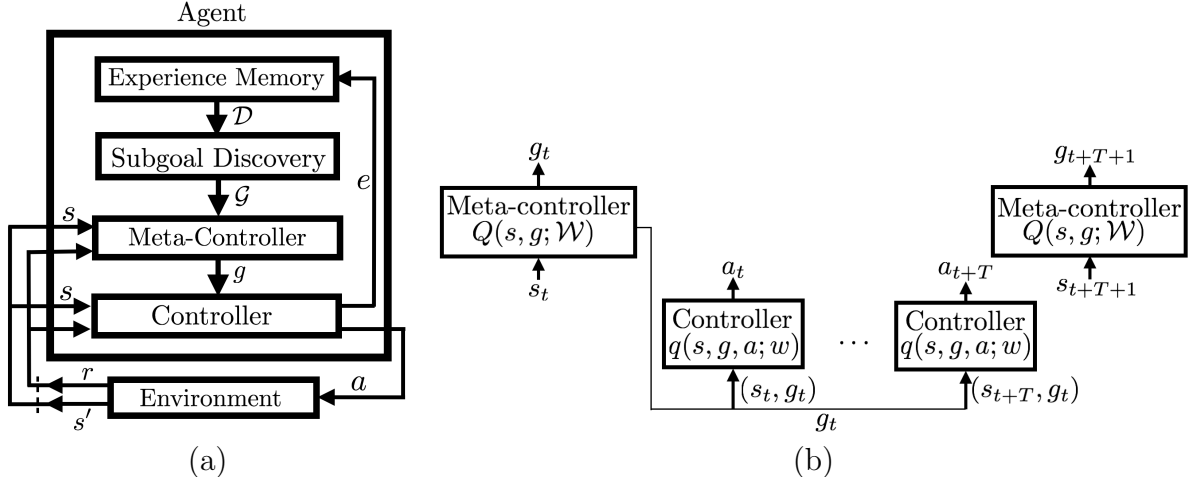 Agent
Experience Memory
𝒟
Subgoal Discovery
𝒢
e
s
Meta-Controller
g
s
Controller
r
a
Environment
s′
(a)
g_t
Meta-controller
Q(s, g; 𝒲)
s_t
a_t
Controller
q(s, g, a; w)
(s_t, g_t)
...
a_{t+T}
Controller
q(s, g, a; w)
(s_{t+T}, g_t)
g_t
g_{t+T+1}
Meta-controller
Q(s, g; 𝒲)
s_{t+T+1}
(b)